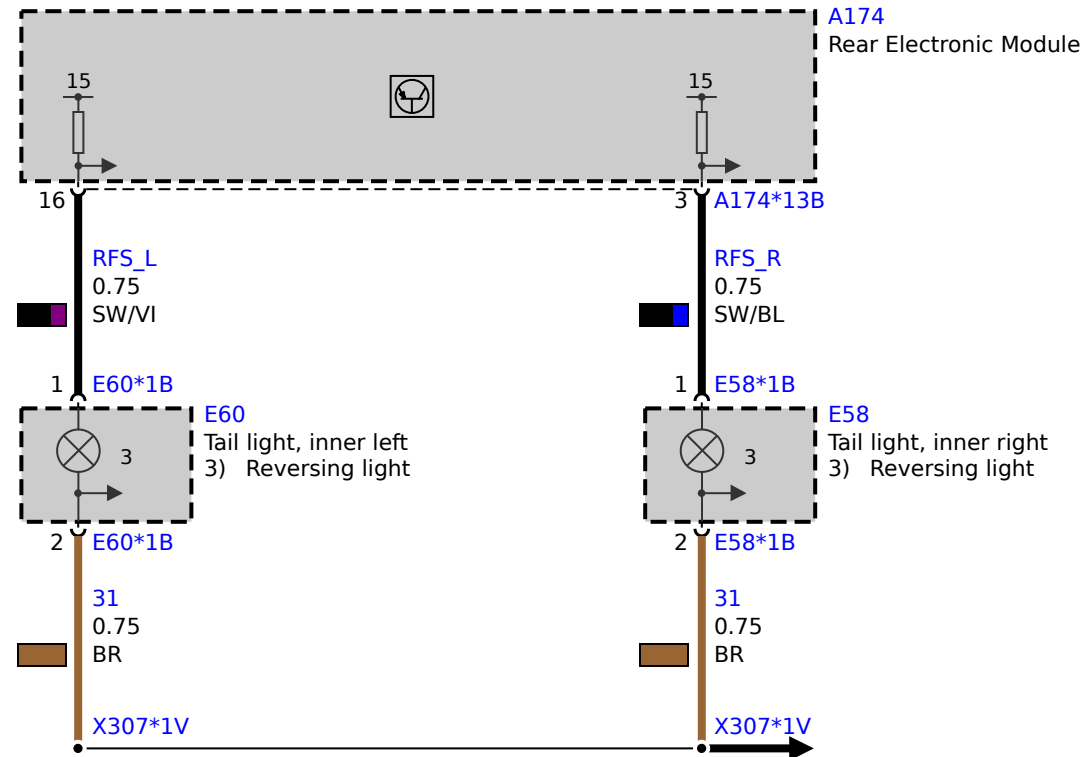 A174
Rear Electronic Module
15
15
16
3
A174*13B
RFS_L
0.75
SW/VI
RFS_R
0.75
SW/BL
1
E60*1B
1
E58*1B
E60
Tail light, inner left
3) Reversing light
3
E58
Tail light, inner right
3) Reversing light
3
2
E60*1B
2
E58*1B
31
0.75
BR
31
0.75
BR
X307*1V
X307*1V